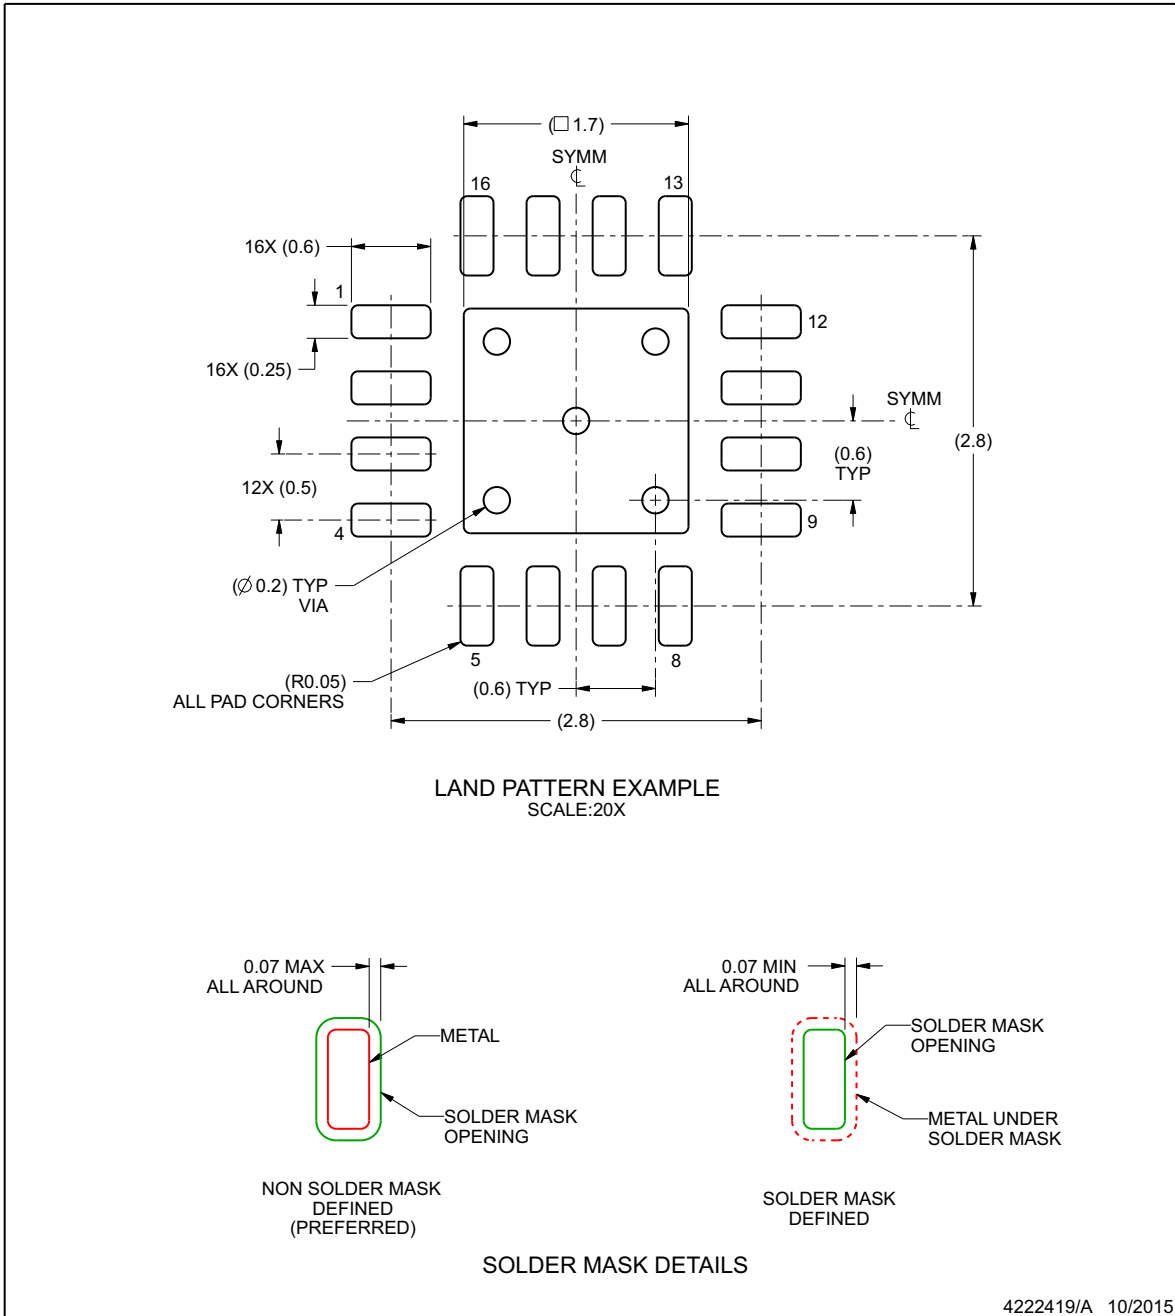 (□ 1.7)
SYMM
℄
16
13
16X (0.6)
1
12
16X (0.25)
SYMM
℄
(0.6)
TYP
(2.8)
12X (0.5)
4
9
(Ø 0.2) TYP
VIA
5
8
(R0.05)
ALL PAD CORNERS
(0.6) TYP
(2.8)
LAND PATTERN EXAMPLE
SCALE:20X
0.07 MAX
ALL AROUND
METAL
SOLDER MASK
OPENING
NON SOLDER MASK
DEFINED
(PREFERRED)
0.07 MIN
ALL AROUND
SOLDER MASK
OPENING
METAL UNDER
SOLDER MASK
SOLDER MASK
DEFINED
SOLDER MASK DETAILS
4222419/A 10/2015